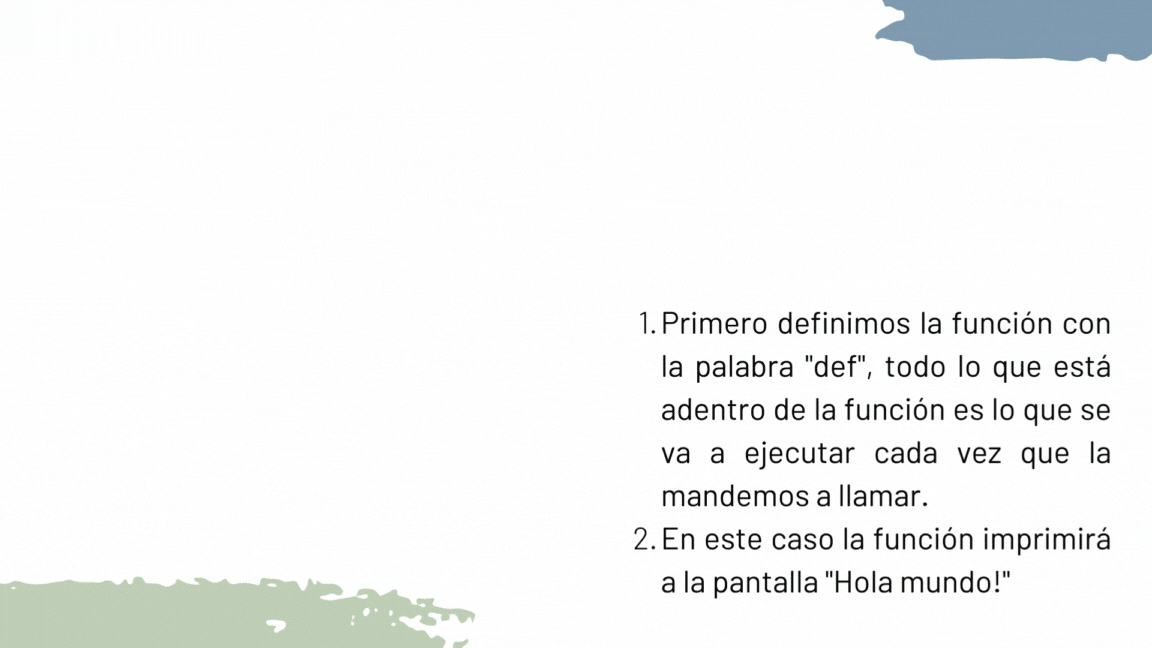 1. Primero definimos la función con
la palabra "def", todo lo que está
adentro de la función es lo que se
va a ejecutar cada vez que la
mandemos a llamar.
2. En este caso la función imprimirá
a la pantalla "Hola mundo!"